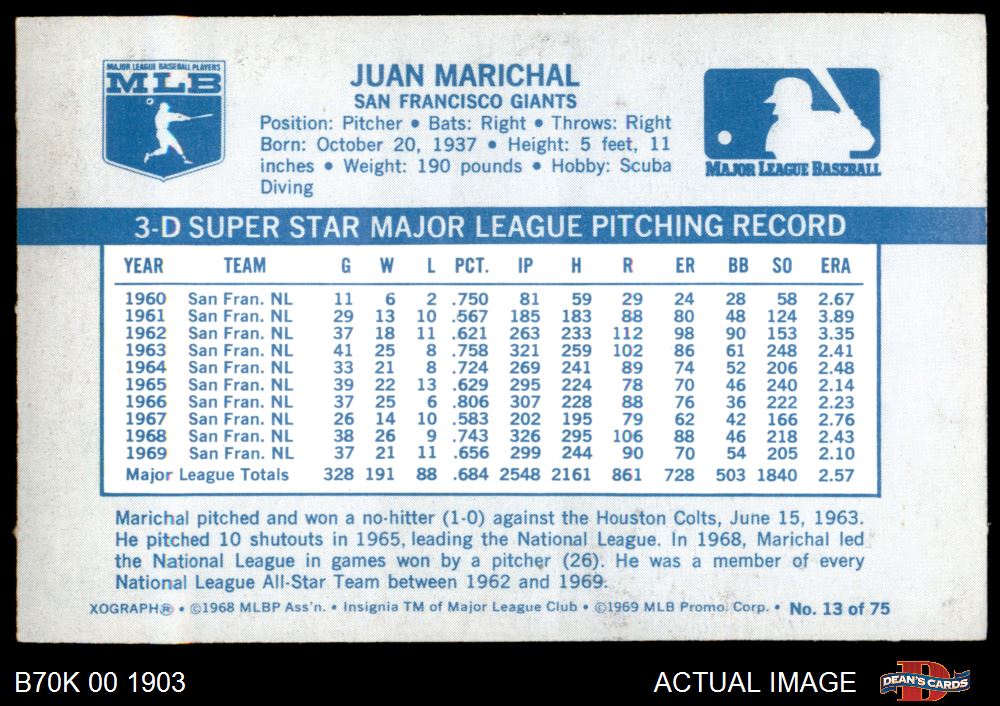 MAJOR LEAGUE BASEBALL PLAYERS
MLB
JUAN MARICHAL
SAN FRANCISCO GIANTS
Position: Pitcher • Bats: Right • Throws: Right
Born: October 20, 1937 • Height: 5 feet, 11
inches • Weight: 190 pounds • Hobby: Scuba
Diving
MAJOR LEAGUE BASEBALL
3-D SUPER STAR MAJOR LEAGUE PITCHING RECORD
YEAR TEAM G W L PCT. IP H R ER BB SO ERA
1960 San Fran. NL 11 6 2 .750 81 59 29 24 28 58 2.67
1961 San Fran. NL 29 13 10 .567 185 183 88 80 48 124 3.89
1962 San Fran. NL 37 18 11 .621 263 233 112 98 90 153 3.35
1963 San Fran. NL 41 25 8 .758 321 259 102 86 61 248 2.41
1964 San Fran. NL 33 21 8 .724 269 241 89 74 52 206 2.48
1965 San Fran. NL 39 22 13 .629 295 224 78 70 46 240 2.14
1966 San Fran. NL 37 25 6 .806 307 228 88 76 36 222 2.23
1967 San Fran. NL 26 14 10 .583 202 195 79 62 42 166 2.76
1968 San Fran. NL 38 26 9 .743 326 295 106 88 46 218 2.43
1969 San Fran. NL 37 21 11 .656 299 244 90 70 54 205 2.10
Major League Totals 328 191 88 .684 2548 2161 861 728 503 1840 2.57
Marichal pitched and won a no-hitter (1-0) against the Houston Colts, June 15, 1963.
He pitched 10 shutouts in 1965, leading the National League. In 1968, Marichal led
the National League in games won by a pitcher (26). He was a member of every
National League All-Star Team between 1962 and 1969.
XOGRAPH® • ©1968 MLBP Ass'n. • Insignia TM of Major League Club • ©1969 MLB Promo. Corp. • No. 13 of 75
B70K 00 1903
ACTUAL IMAGE
D
DEAN'S CARDS